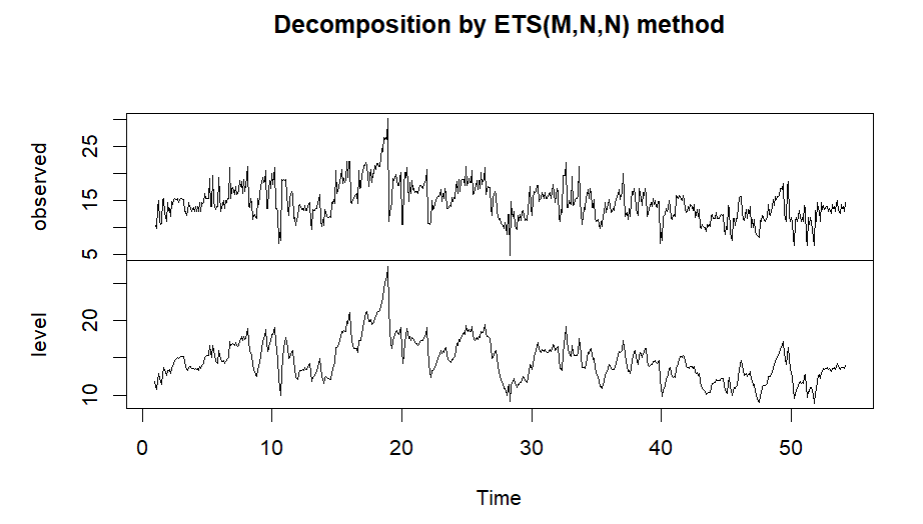 Decomposition by ETS(M,N,N) method
observed
25
15
5
level
20
10
0 10 20 30 40 50
Time